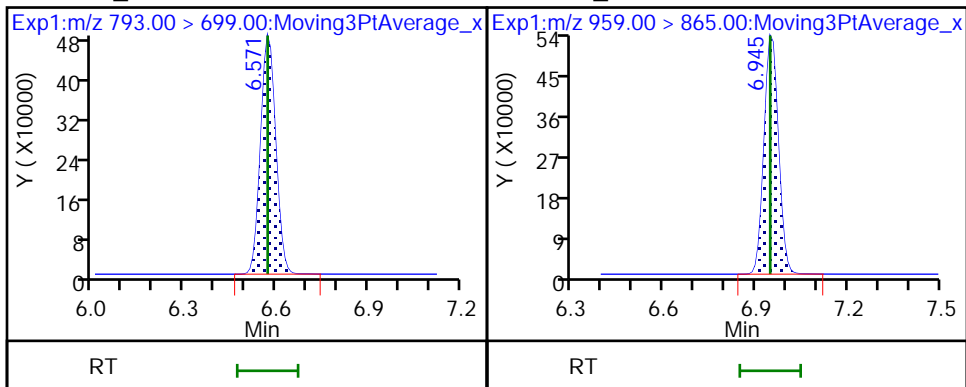 Exp1:m/z 793.00 > 699.00:Moving3PtAverage_x
48
40
32
24
16
8
0
Y ( X10000)
6.571
6.0 6.3 6.6 6.9 7.2
Min
RT
Exp1:m/z 959.00 > 865.00:Moving3PtAverage_x
54
45
36
27
18
9
0
Y ( X10000)
6.945
6.3 6.6 6.9 7.2 7.5
Min
RT